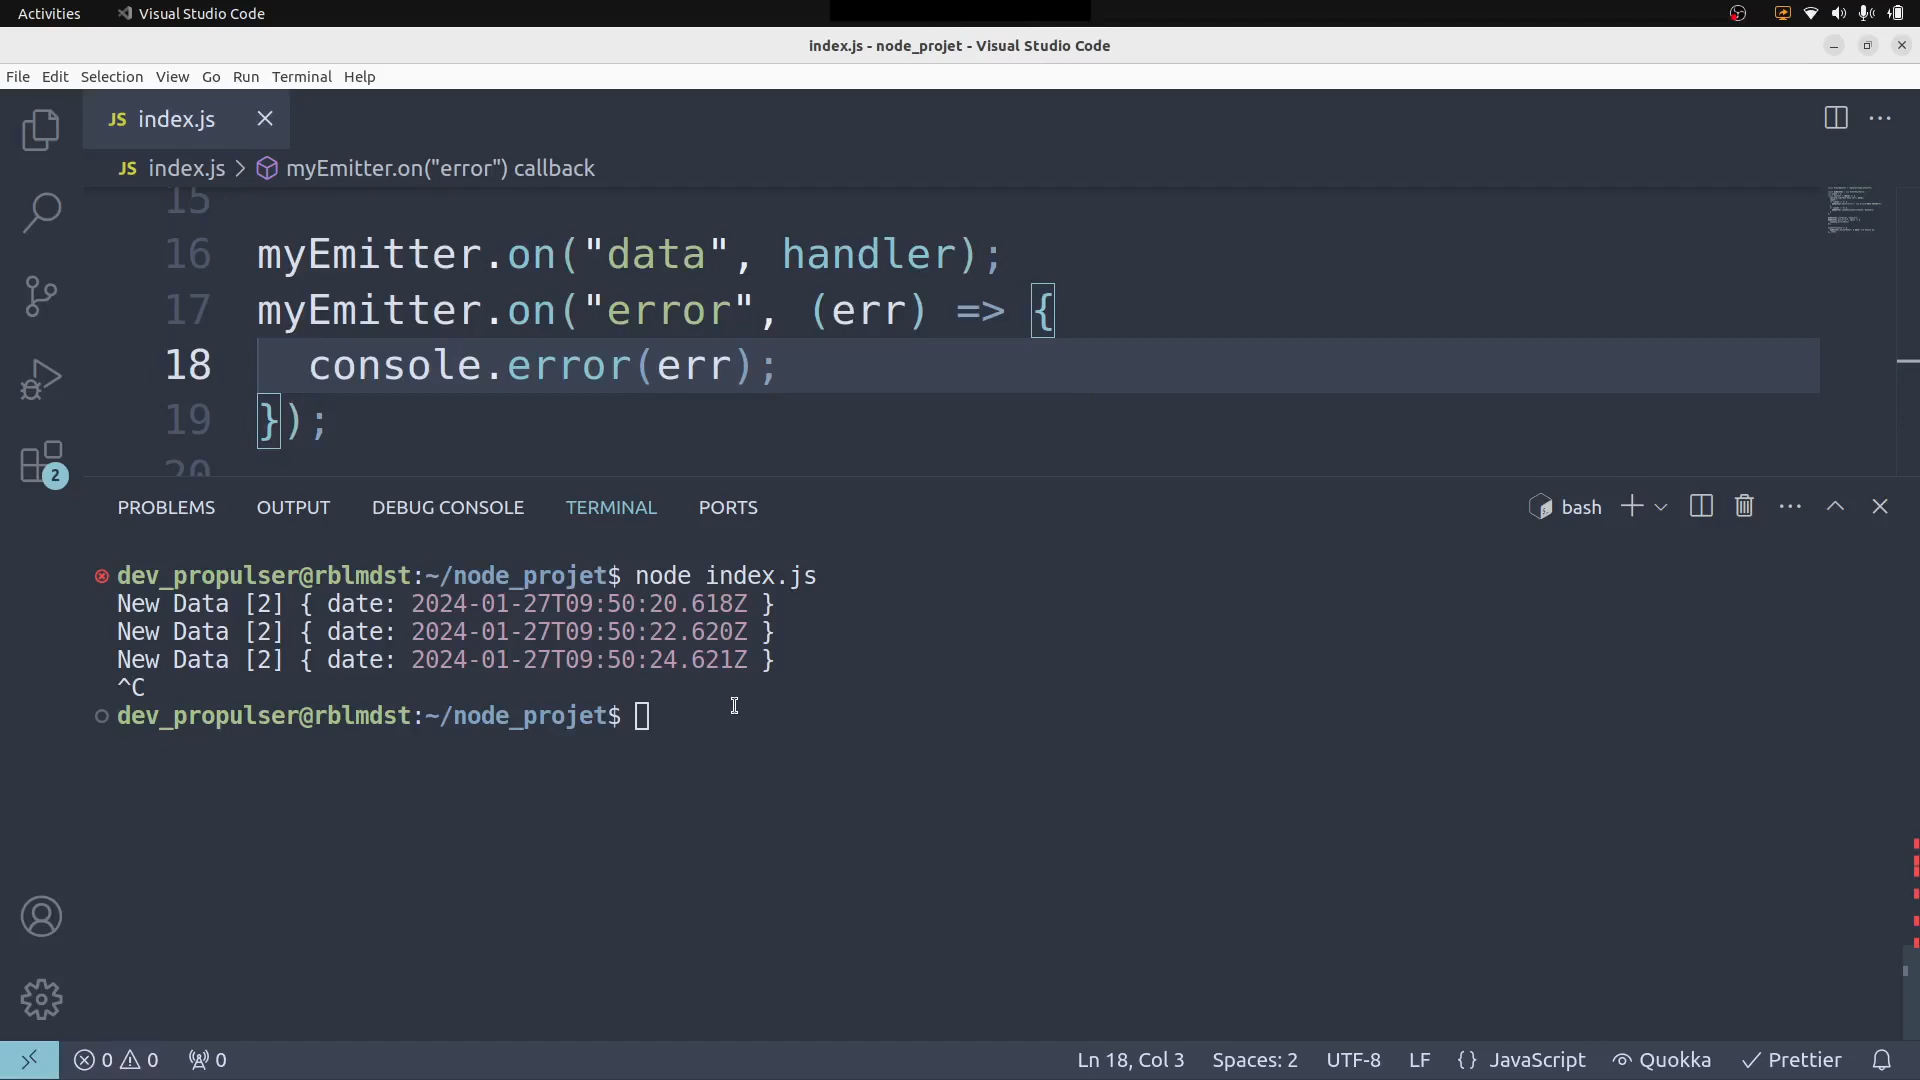 Activities Visual Studio Code
index.js - node_projet - Visual Studio Code
File Edit Selection View Go Run Terminal Help
JS index.js
JS index.js > myEmitter.on("error") callback
15
16 myEmitter.on("data", handler);
17 myEmitter.on("error", (err) => {
18 console.error(err);
19 });
20
2
PROBLEMS OUTPUT DEBUG CONSOLE TERMINAL PORTS bash
dev_propulser@rblmdst:~/node_projet$ node index.js
New Data [2] { date: 2024-01-27T09:50:20.618Z }
New Data [2] { date: 2024-01-27T09:50:22.620Z }
New Data [2] { date: 2024-01-27T09:50:24.621Z }
^C
dev_propulser@rblmdst:~/node_projet$
0 0 0 Ln 18, Col 3 Spaces: 2 UTF-8 LF {} JavaScript Quokka Prettier